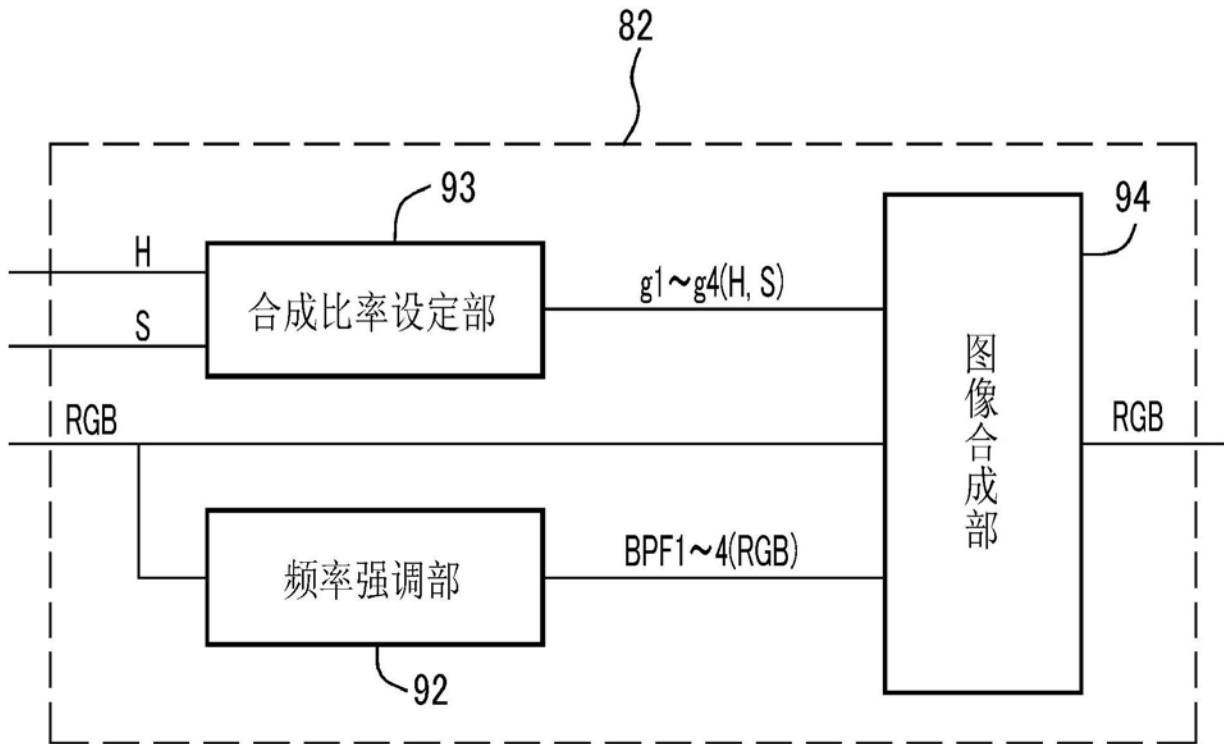 82
93
94
H
合成比率设定部
g1～g4(H, S)
S
图像合成部
RGB
RGB
频率强调部
BPF1～4(RGB)
92